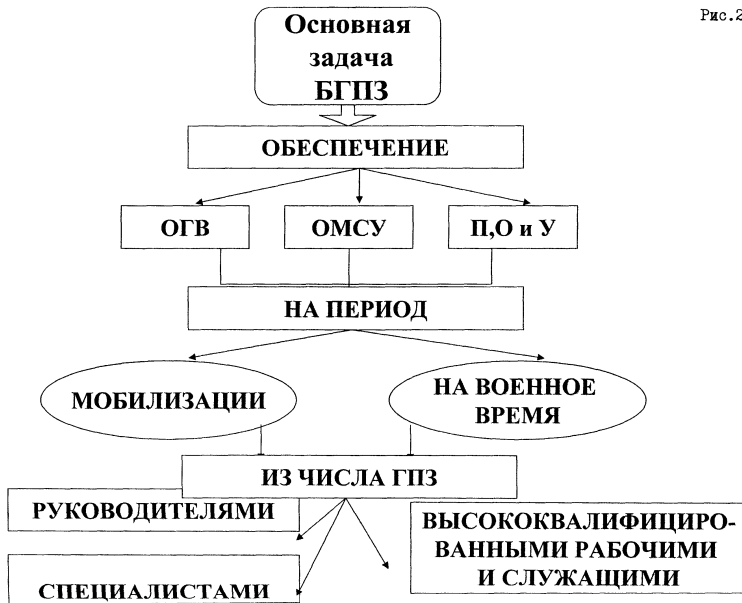 Рис.2
Основная
задача
БГПЗ
ОБЕСПЕЧЕНИЕ
ОГВ
ОМСУ
П,О и У
НА ПЕРИОД
МОБИЛИЗАЦИИ
НА ВОЕННОЕ
ВРЕМЯ
ИЗ ЧИСЛА ГПЗ
РУКОВОДИТЕЛЯМИ
ВЫСОКОКВАЛИФИЦИРО-
ВАННЫМИ РАБОЧИМИ
И СЛУЖАЩИМИ
СПЕЦИАЛИСТАМИ